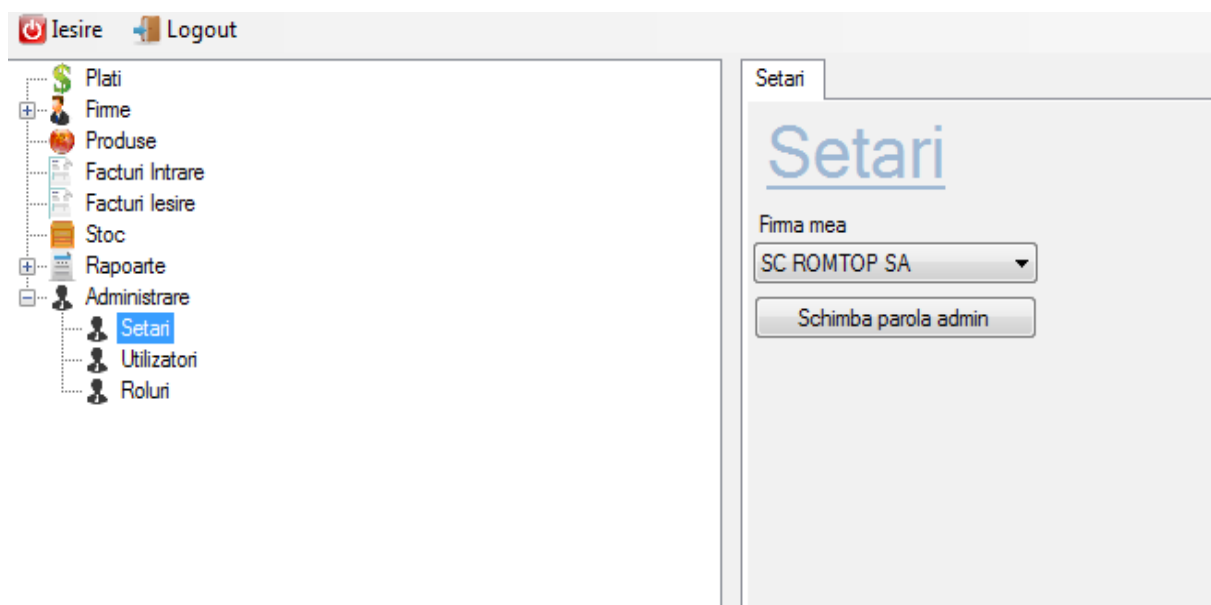 Iesire Logout
Plati
Firme
Produse
Facturi Intrare
Facturi Iesire
Stoc
Rapoarte
Administrare
Setari
Utilizatori
Roluri
Setari
Setari
Firma mea
SC ROMTOP SA
Schimba parola admin